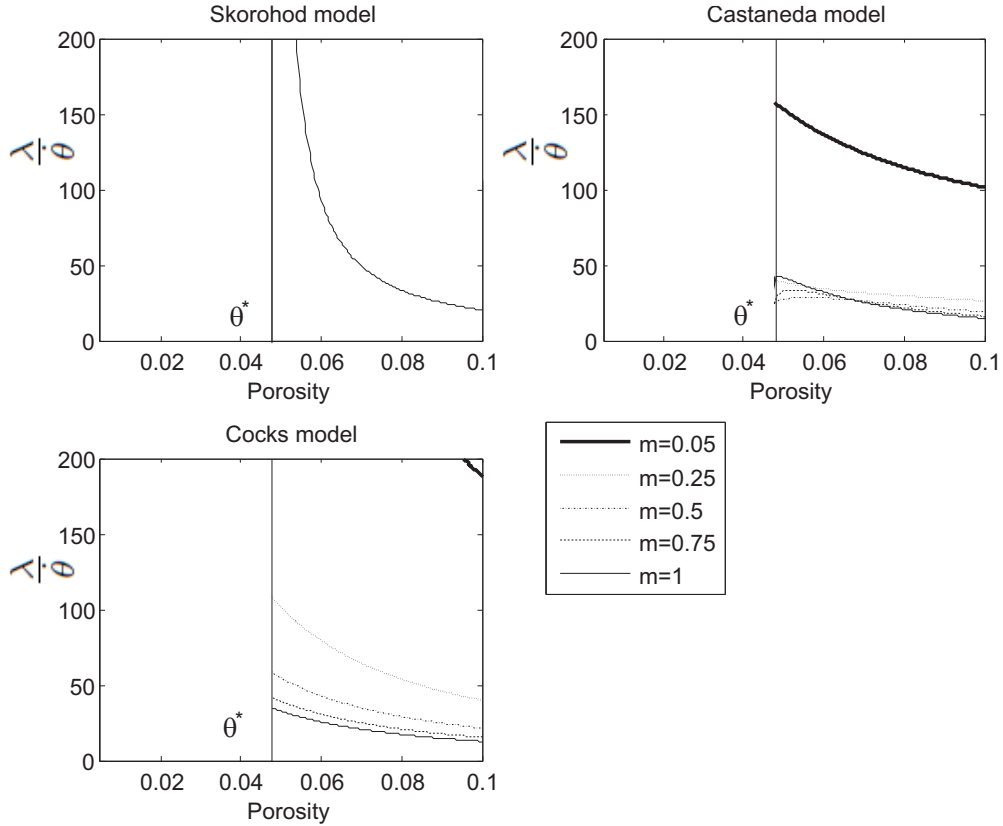 Skorohod model
200
150
100
50
0
λ
θ̇
θ*
0.02 0.04 0.06 0.08 0.1
Porosity
Castaneda model
200
150
100
50
0
λ
θ̇
θ*
0.02 0.04 0.06 0.08 0.1
Porosity
Cocks model
200
150
100
50
0
λ
θ̇
θ*
0.02 0.04 0.06 0.08 0.1
Porosity
m=0.05
m=0.25
m=0.5
m=0.75
m=1